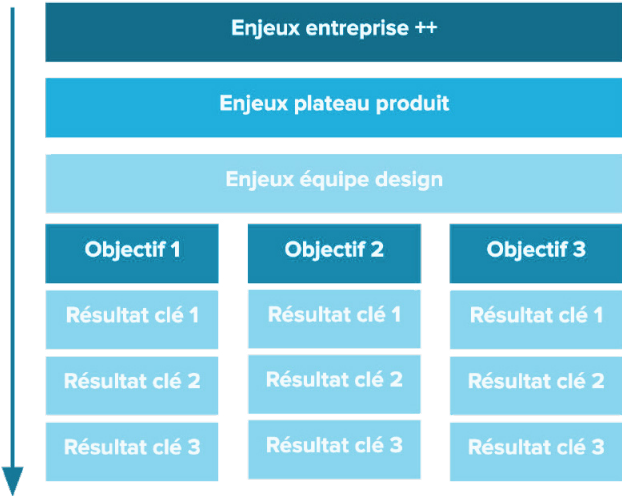 Enjeux entreprise ++
Enjeux plateau produit
Enjeux équipe design
Objectif 1
Objectif 2
Objectif 3
Résultat clé 1
Résultat clé 1
Résultat clé 1
Résultat clé 2
Résultat clé 2
Résultat clé 2
Résultat clé 3
Résultat clé 3
Résultat clé 3